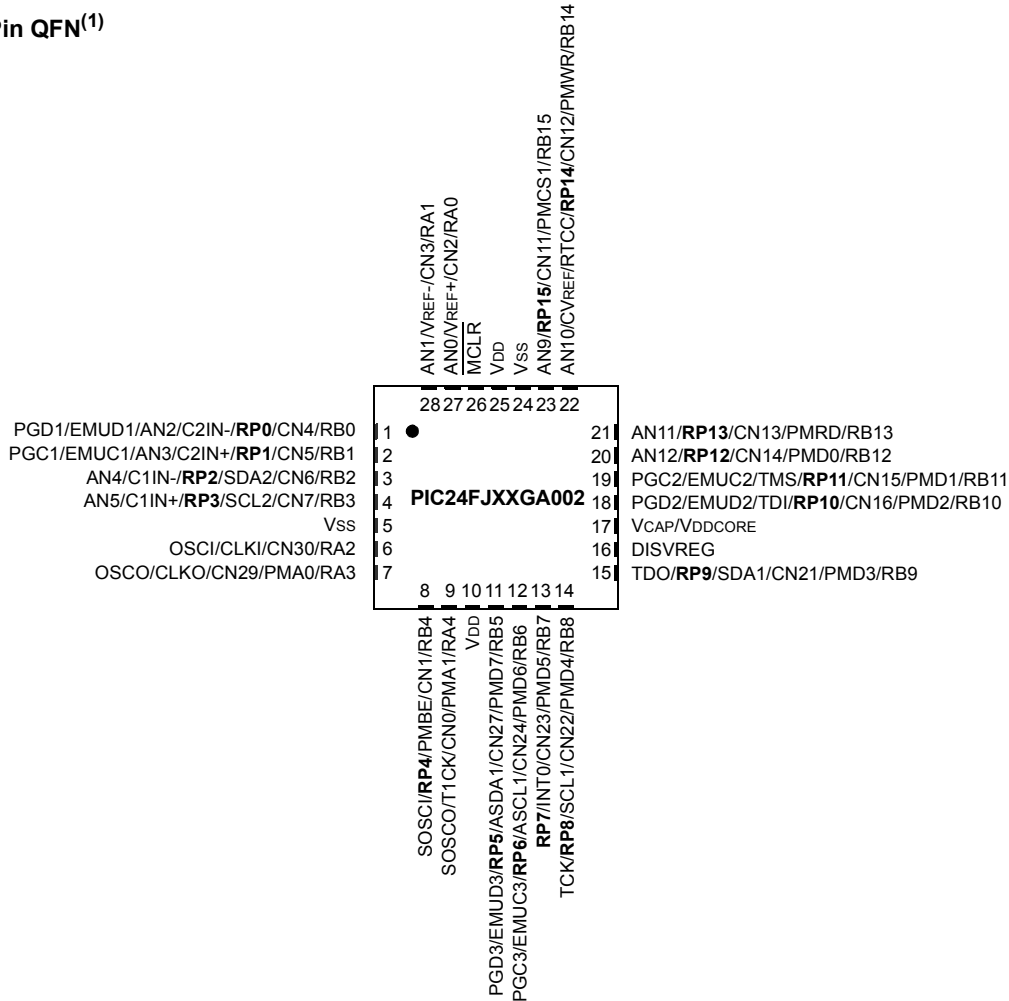 Pin QFN(1)
AN1/VREF-/CN3/RA1
AN0/VREF+/CN2/RA0
MCLR
VDD
VSS
AN9/RP15/CN11/PMCS1/RB15
AN10/CVREF/RTCC/RP14/CN12/PMWR/RB14
28 27 26 25 24 23 22
PGD1/EMUD1/AN2/C2IN-/RP0/CN4/RB0 1
PGC1/EMUC1/AN3/C2IN+/RP1/CN5/RB1 2
AN4/C1IN-/RP2/SDA2/CN6/RB2 3
AN5/C1IN+/RP3/SCL2/CN7/RB3 4
VSS 5
OSCI/CLKI/CN30/RA2 6
OSCO/CLKO/CN29/PMA0/RA3 7
PIC24FJXXGA002
21 AN11/RP13/CN13/PMRD/RB13
20 AN12/RP12/CN14/PMD0/RB12
19 PGC2/EMUC2/TMS/RP11/CN15/PMD1/RB11
18 PGD2/EMUD2/TDI/RP10/CN16/PMD2/RB10
17 VCAP/VDDCORE
16 DISVREG
15 TDO/RP9/SDA1/CN21/PMD3/RB9
8 9 10 11 12 13 14
SOSCI/RP4/PMBE/CN1/RB4
SOSCO/T1CK/CN0/PMA1/RA4
VDD
PGD3/EMUD3/RP5/ASDA1/CN27/PMD7/RB5
PGC3/EMUC3/RP6/ASCL1/CN24/PMD6/RB6
RP7/INT0/CN23/PMD5/RB7
TCK/RP8/SCL1/CN22/PMD4/RB8